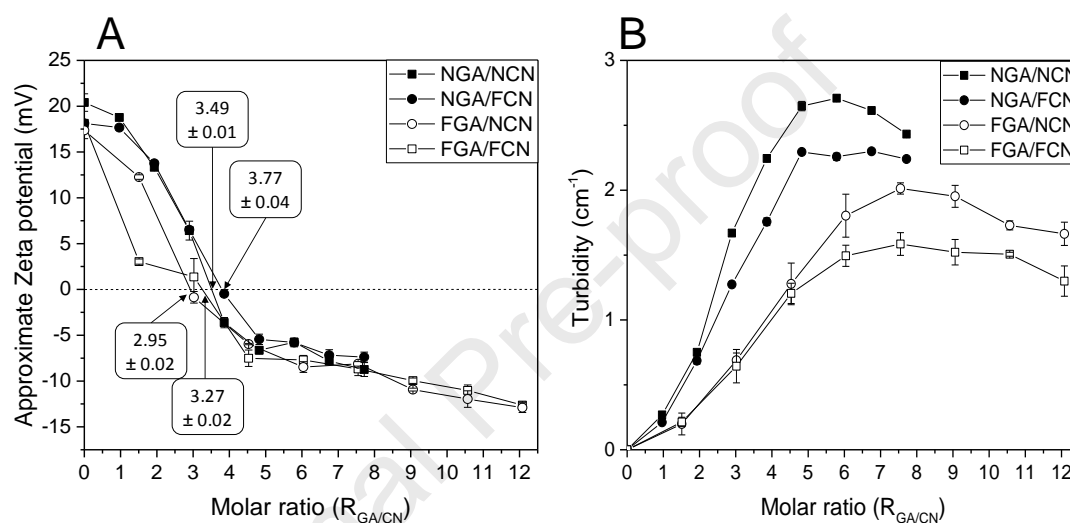 A
25
20
15
10
5
0
-5
-10
-15
Approximate Zeta potential (mV)
NGA/NCN
NGA/FCN
FGA/NCN
FGA/FCN
3.49
± 0.01
3.77
± 0.04
2.95
± 0.02
3.27
± 0.02
0 1 2 3 4 5 6 7 8 9 10 11 12
Molar ratio (R_GA/CN)
B
3
2
1
0
Turbidity (cm⁻¹)
NGA/NCN
NGA/FCN
FGA/NCN
FGA/FCN
0 1 2 3 4 5 6 7 8 9 10 11 12
Molar ratio (R_GA/CN)
al Pre-proof